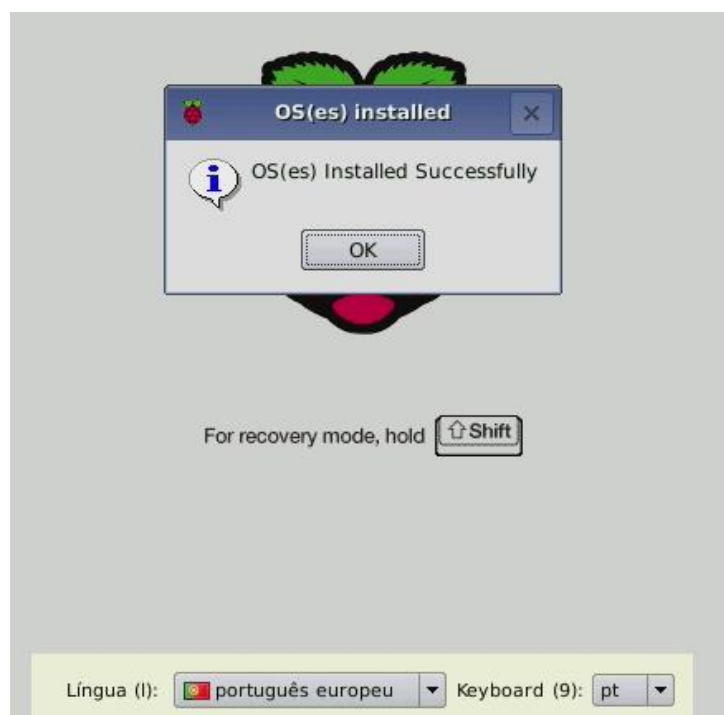 OS(es) installed
OS(es) Installed Successfully
OK
For recovery mode, hold Shift
Língua (l): português europeu Keyboard (9): pt